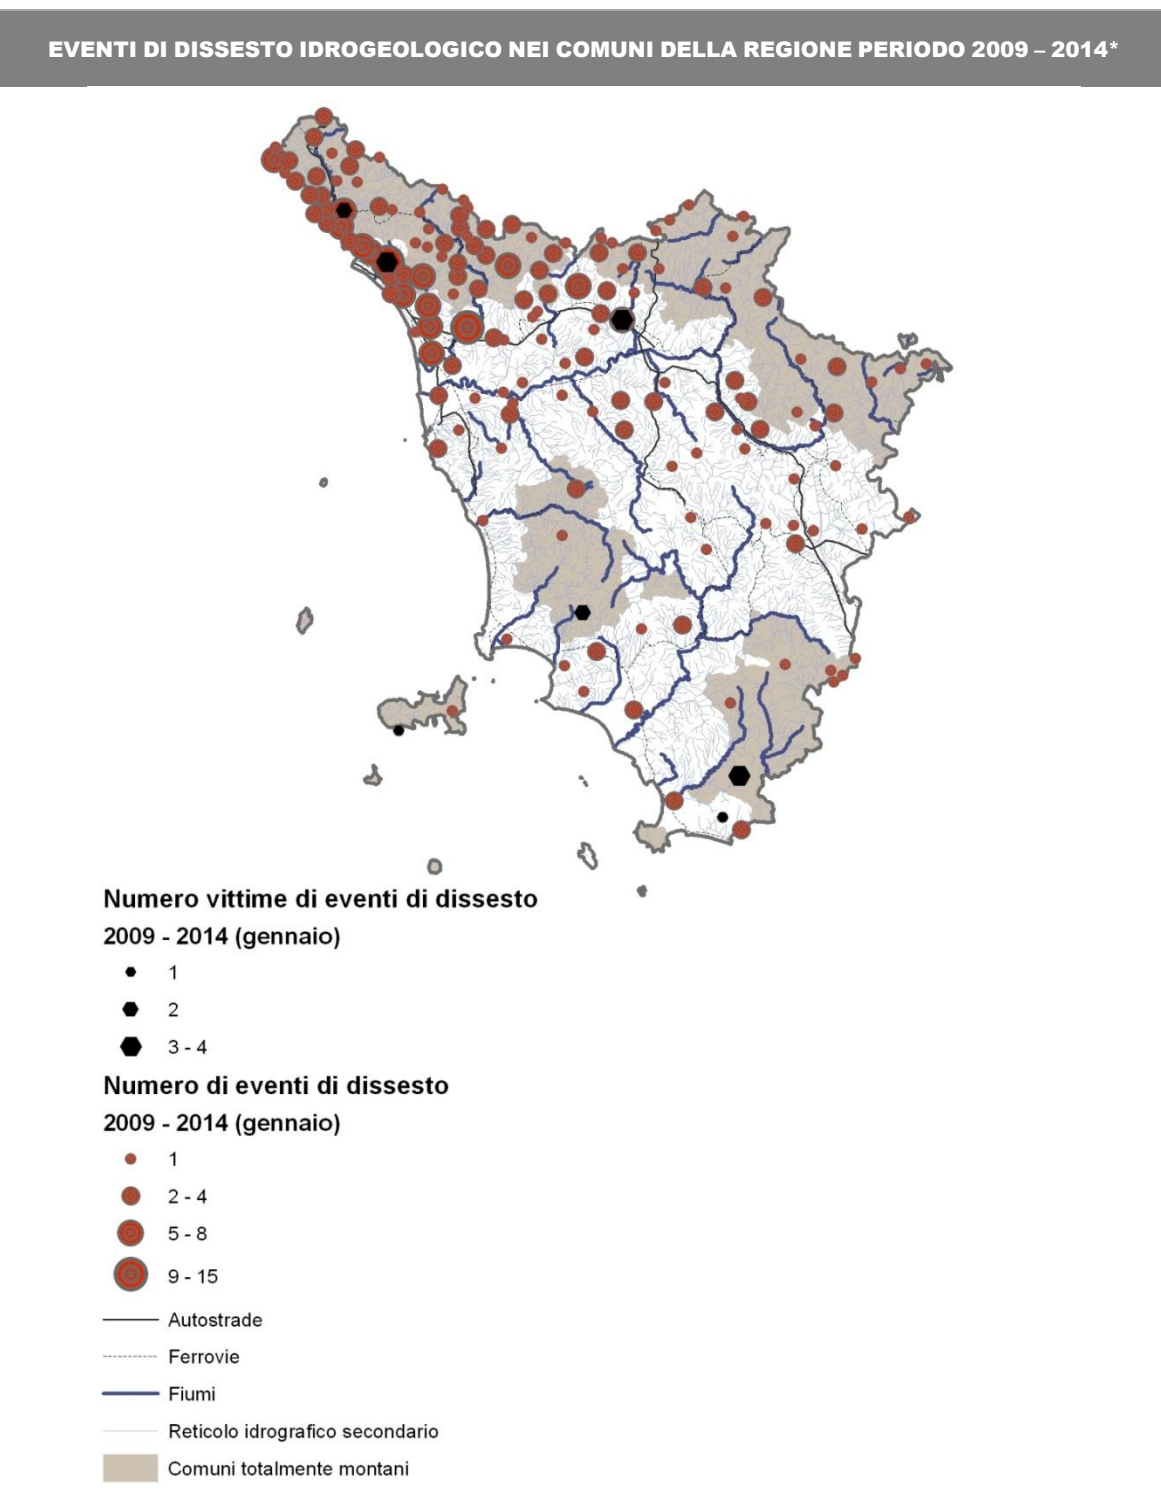 EVENTI DI DISSESTO IDROGEOLOGICO NEI COMUNI DELLA REGIONE PERIODO 2009 – 2014*
Numero vittime di eventi di dissesto
2009 - 2014 (gennaio)
1
2
3 - 4
Numero di eventi di dissesto
2009 - 2014 (gennaio)
1
2 - 4
5 - 8
9 - 15
Autostrade
Ferrovie
Fiumi
Reticolo idrografico secondario
Comuni totalmente montani